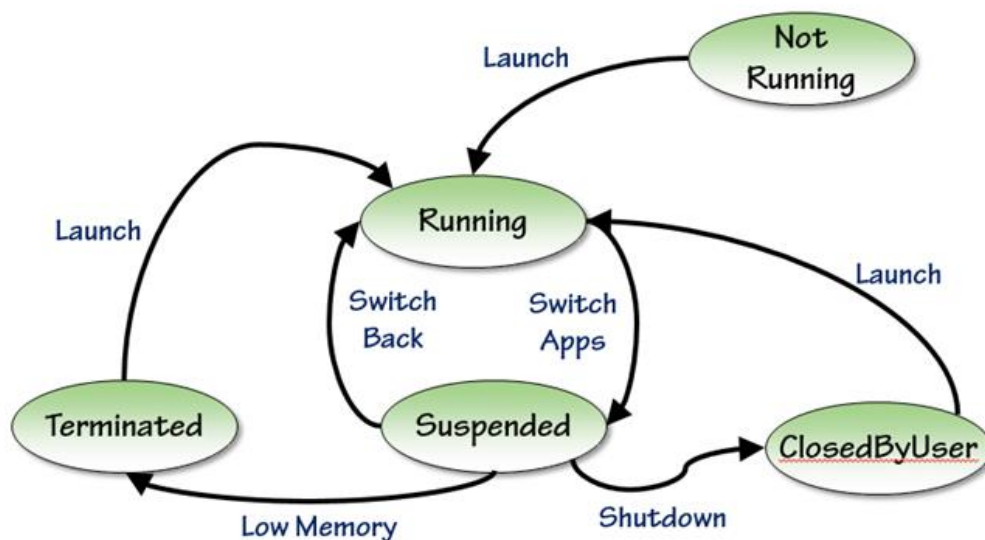 Not
Running
Launch
Launch
Running
Switch
Back
Switch
Apps
Launch
Terminated
Suspended
ClosedByUser
Low Memory
Shutdown